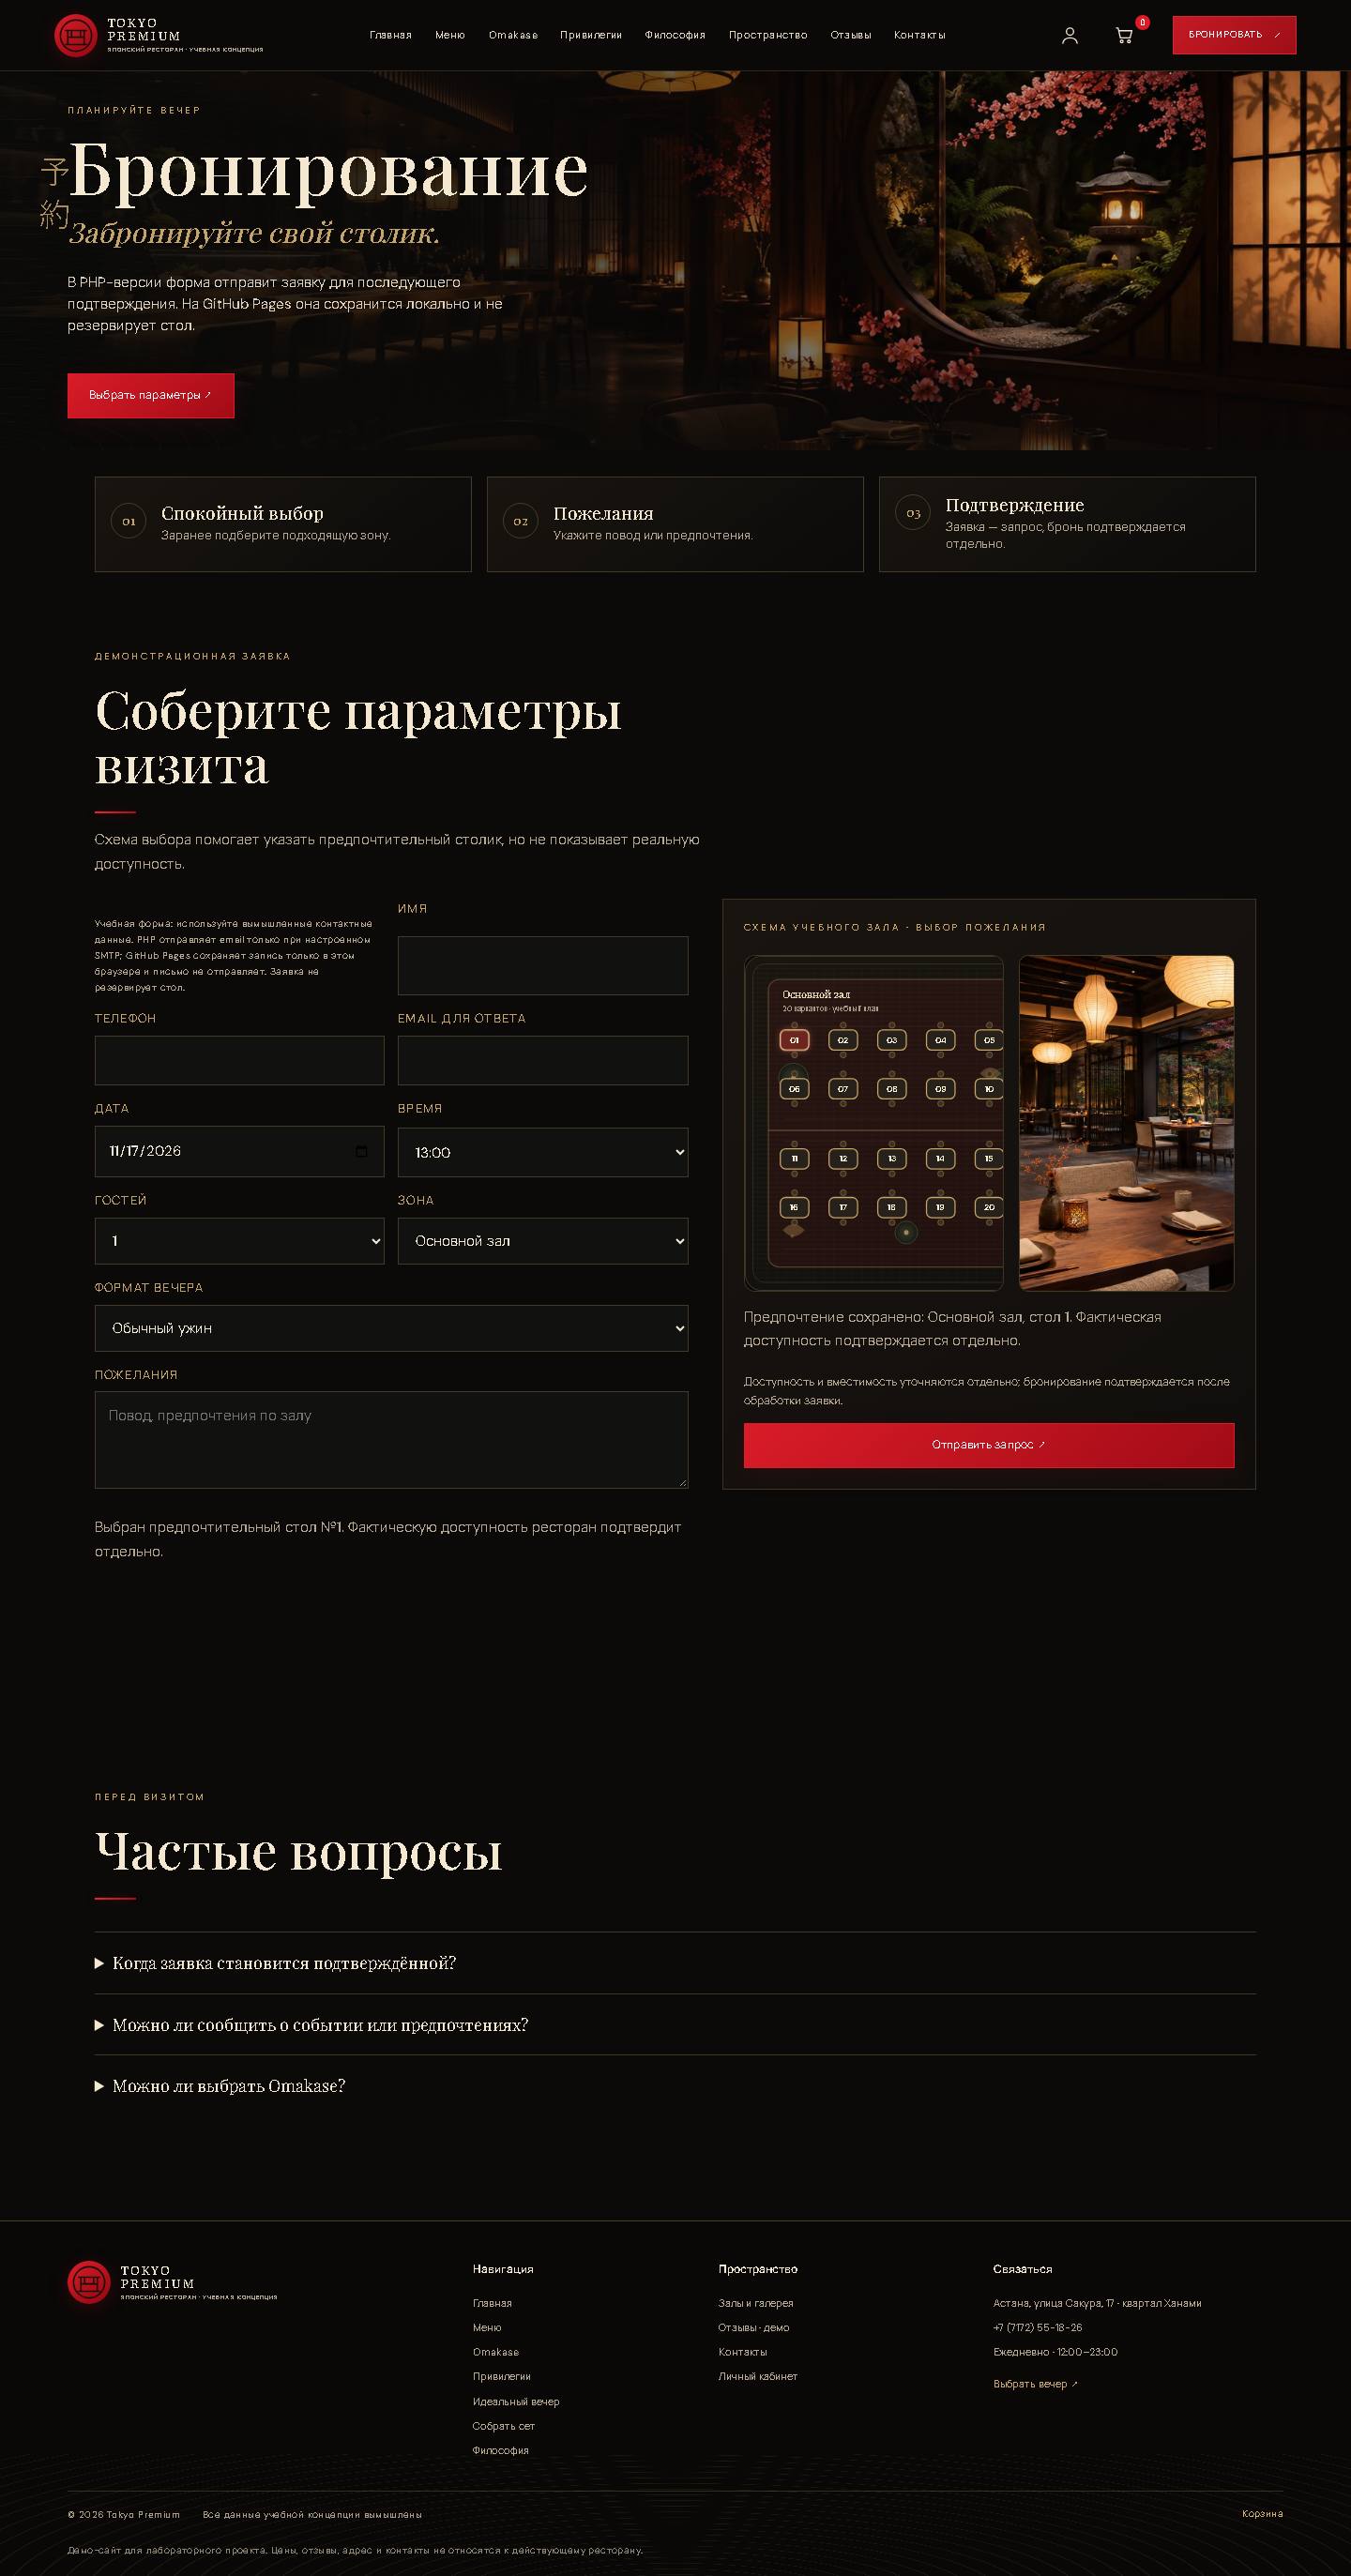 TOKYO
PREMIUM
ЯПОНСКИЙ РЕСТОРАН · УЧЕБНАЯ КОНЦЕПЦИЯ
Главная Меню Omakase Привилегии Философия Пространство Отзывы Контакты
0
БРОНИРОВАТЬ ↗
ПЛАНИРУЙТЕ ВЕЧЕР
予約
Бронирование
Забронируйте свой столик.
В PHP-версии форма отправит заявку для последующего
подтверждения. На GitHub Pages она сохранится локально и не
резервирует стол.
Выбрать параметры ↗
01
Спокойный выбор
Заранее подберите подходящую зону.
02
Пожелания
Укажите повод или предпочтения.
03
Подтверждение
Заявка — запрос, бронь подтверждается
отдельно.
ДЕМОНСТРАЦИОННАЯ ЗАЯВКА
Соберите параметры
визита
Схема выбора помогает указать предпочтительный столик, но не показывает реальную
доступность.
Учебная форма: используйте вымышленные контактные
данные. PHP отправляет email только при настроенном
SMTP; GitHub Pages сохраняет запись только в этом
браузере и письмо не отправляет. Заявка не
резервирует стол.
ИМЯ
ТЕЛЕФОН
EMAIL ДЛЯ ОТВЕТА
ДАТА
11/17/2026
ВРЕМЯ
13:00
ГОСТЕЙ
1
ЗОНА
Основной зал
ФОРМАТ ВЕЧЕРА
Обычный ужин
ПОЖЕЛАНИЯ
Повод, предпочтения по залу
Выбран предпочтительный стол №1. Фактическую доступность ресторан подтвердит
отдельно.
СХЕМА УЧЕБНОГО ЗАЛА · ВЫБОР ПОЖЕЛАНИЯ
Основной зал
20 вариантов · учебный план
01 02 03 04 05
06 07 08 09 10
11 12 13 14 15
16 17 18 19 20
Предпочтение сохранено: Основной зал, стол 1. Фактическая
доступность подтверждается отдельно.
Доступность и вместимость уточняются отдельно; бронирование подтверждается после
обработки заявки.
Отправить запрос ↗
ПЕРЕД ВИЗИТОМ
Частые вопросы
Когда заявка становится подтверждённой?
Можно ли сообщить о событии или предпочтениях?
Можно ли выбрать Omakase?
TOKYO
PREMIUM
ЯПОНСКИЙ РЕСТОРАН · УЧЕБНАЯ КОНЦЕПЦИЯ
Навигация
Главная
Меню
Omakase
Привилегии
Идеальный вечер
Собрать сет
Философия
Пространство
Залы и галерея
Отзывы · демо
Контакты
Личный кабинет
Связаться
Астана, улица Сакура, 17 · квартал Ханами
+7 (7172) 55-18-26
Ежедневно · 12:00–23:00
Выбрать вечер ↗
© 2026 Tokyo Premium Все данные учебной концепции вымышлены
Корзина
Демо-сайт для лабораторного проекта. Цены, отзывы, адрес и контакты не относятся к действующему ресторану.